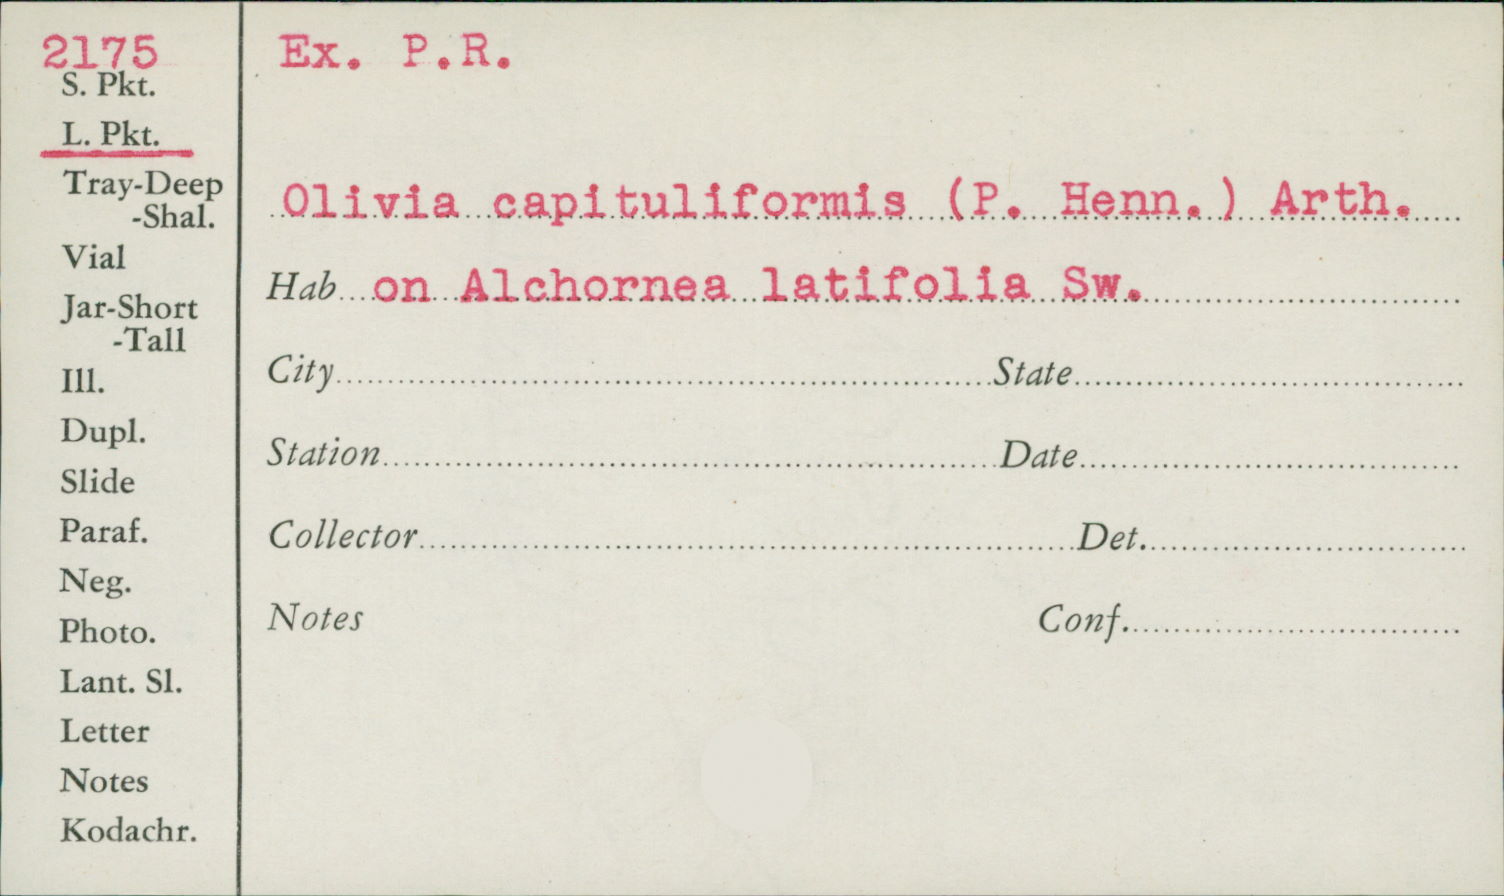 2175
S. Pkt.
L. Pkt.
Tray-Deep
-Shal.
Vial
Jar-Short
-Tall
Ill.
Dupl.
Slide
Paraf.
Neg.
Photo.
Lant. Sl.
Letter
Notes
Kodachr.
Ex. P.R.
Olivia capituliformis (P. Henn.) Arth.
Hab on Alchornea latifolia Sw.
City State
Station Date
Collector Det.
Notes Conf.